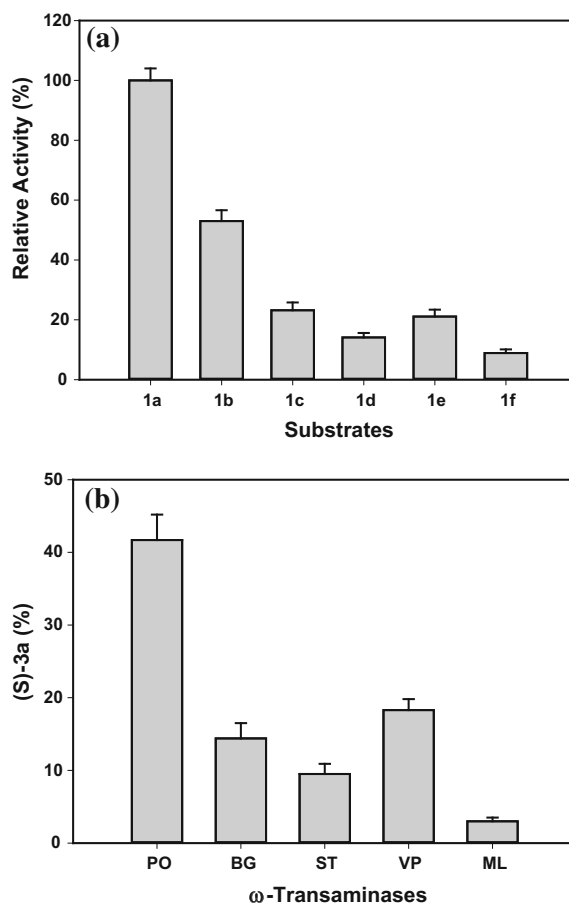 (a)
Relative Activity (%)
120
100
80
60
40
20
0
1a 1b 1c 1d 1e 1f
Substrates
(b)
(S)-3a (%)
50
40
30
20
10
0
PO BG ST VP ML
ω-Transaminases